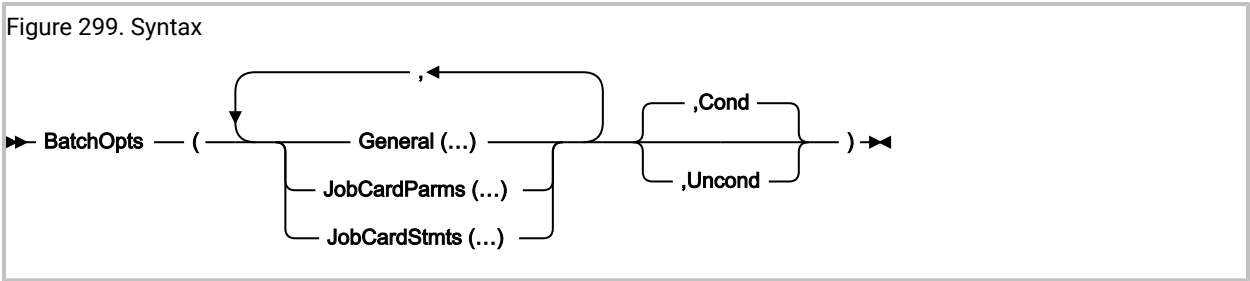 Figure 299. Syntax
,
,Cond
BatchOpts ( General (...) )
,Uncond
JobCardParms (...)
JobCardStmts (...)